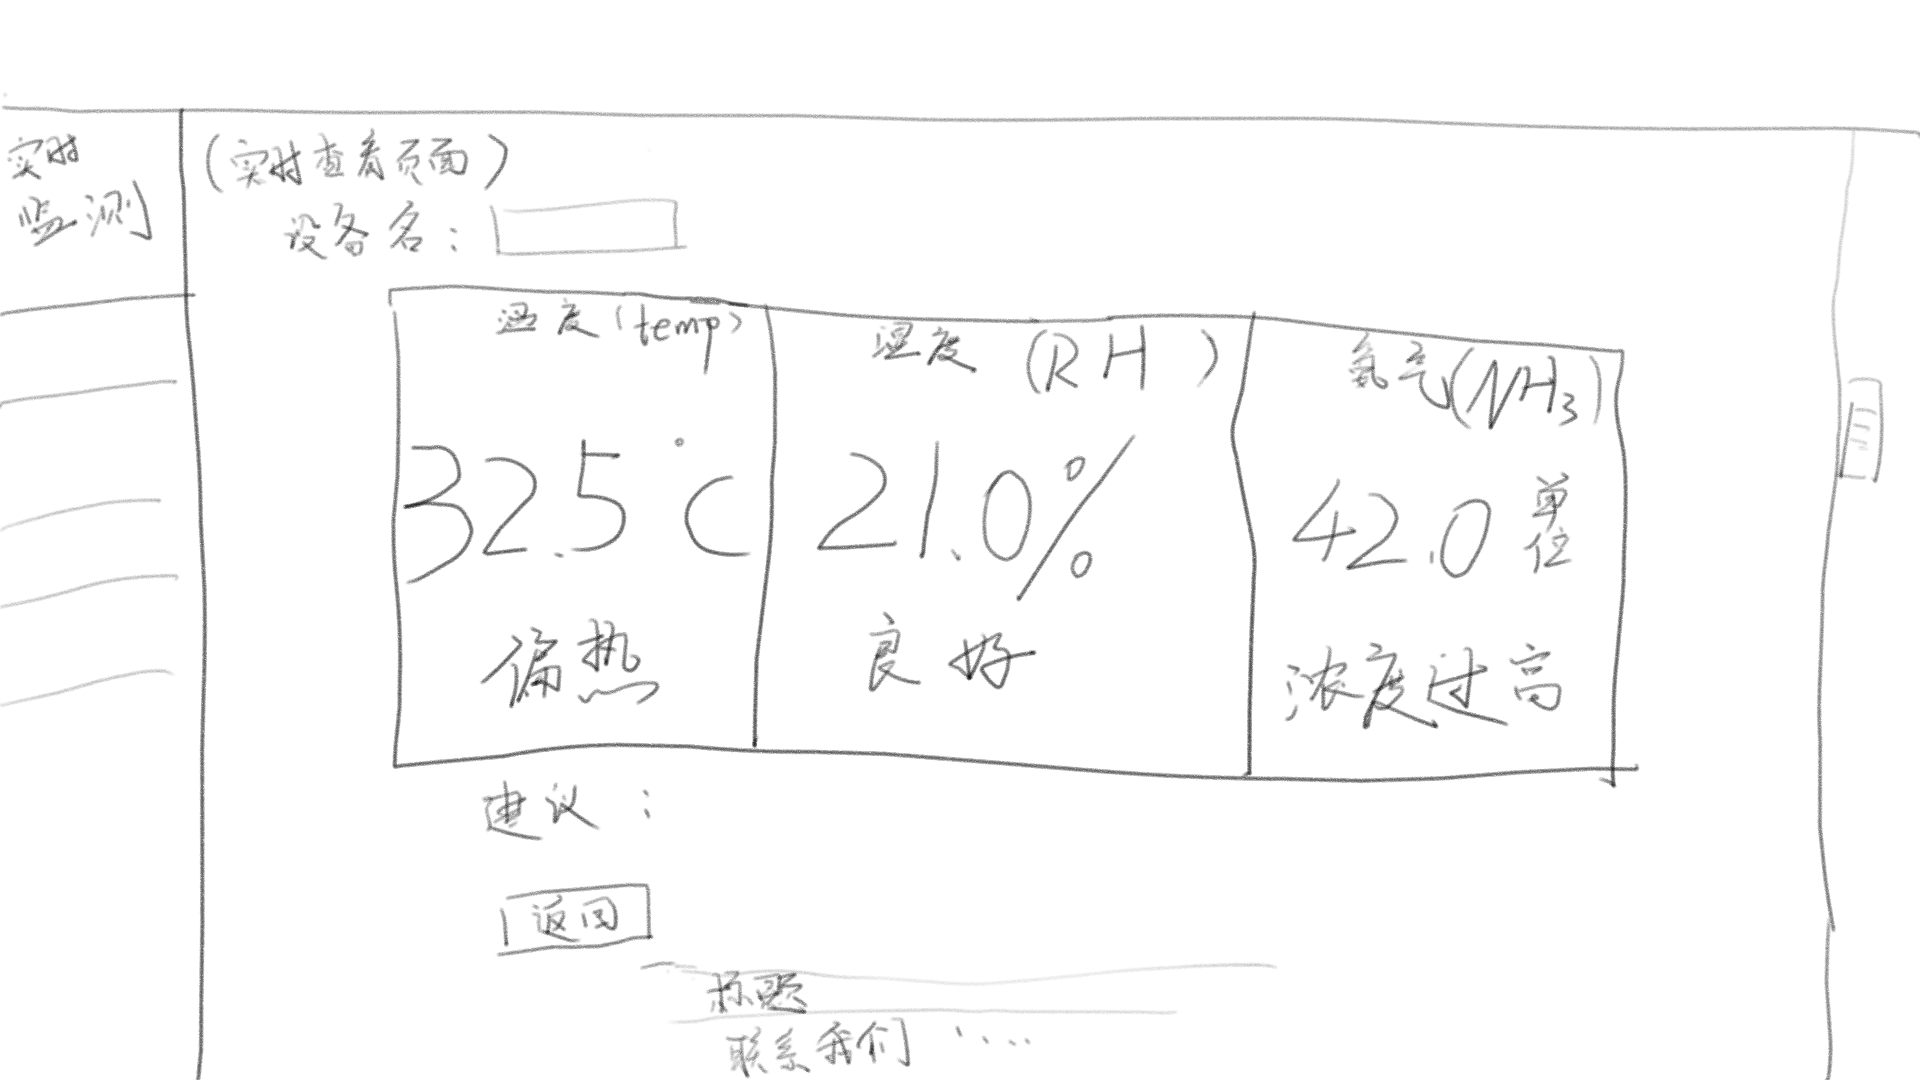 实时
监测
(实时查看页面)
设备名:
温度(temp)
32.5℃
偏热
湿度(RH)
21.0%
良好
氨气(NH₃)
42.0单位
浓度过高
建议:
返回
标题
联系我们.....